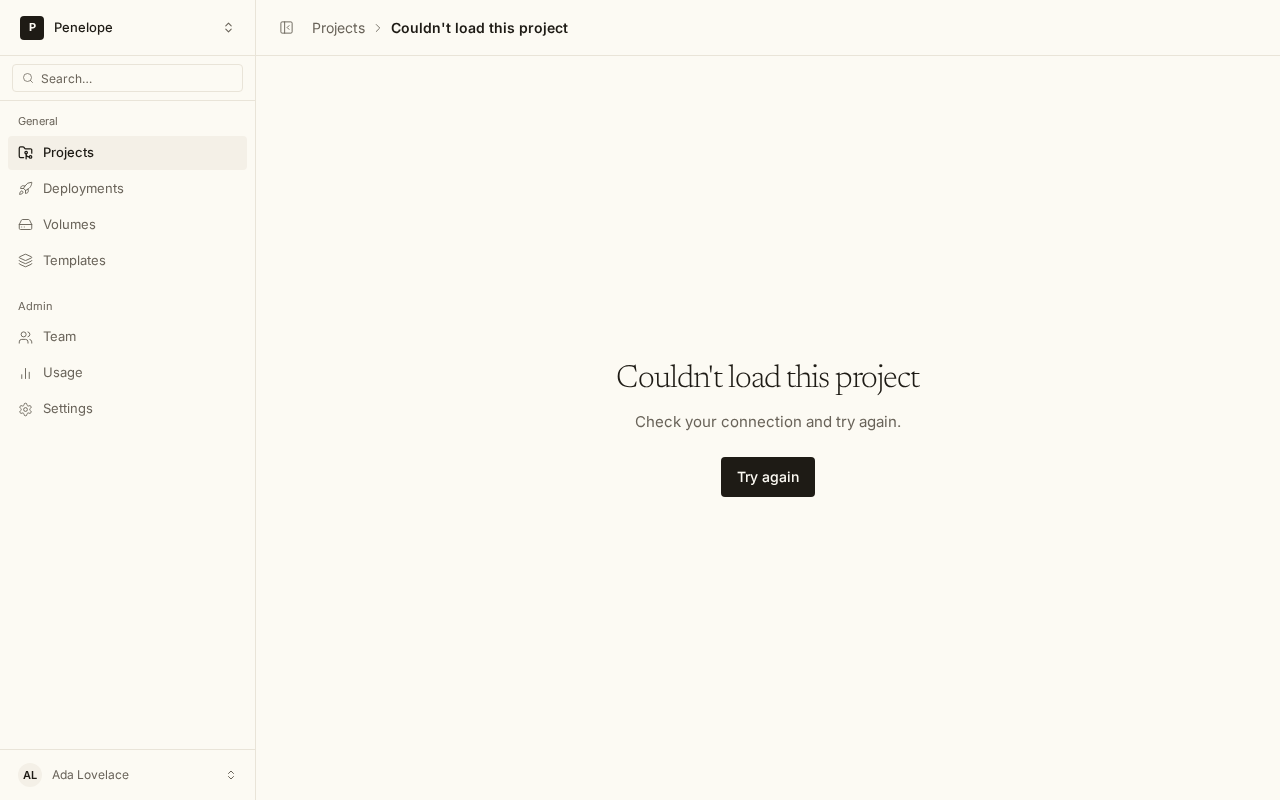 P Penelope
Search...
General
Projects
Deployments
Volumes
Templates
Admin
Team
Usage
Settings
AL Ada Lovelace
Projects Couldn't load this project
Couldn't load this project
Check your connection and try again.
Try again